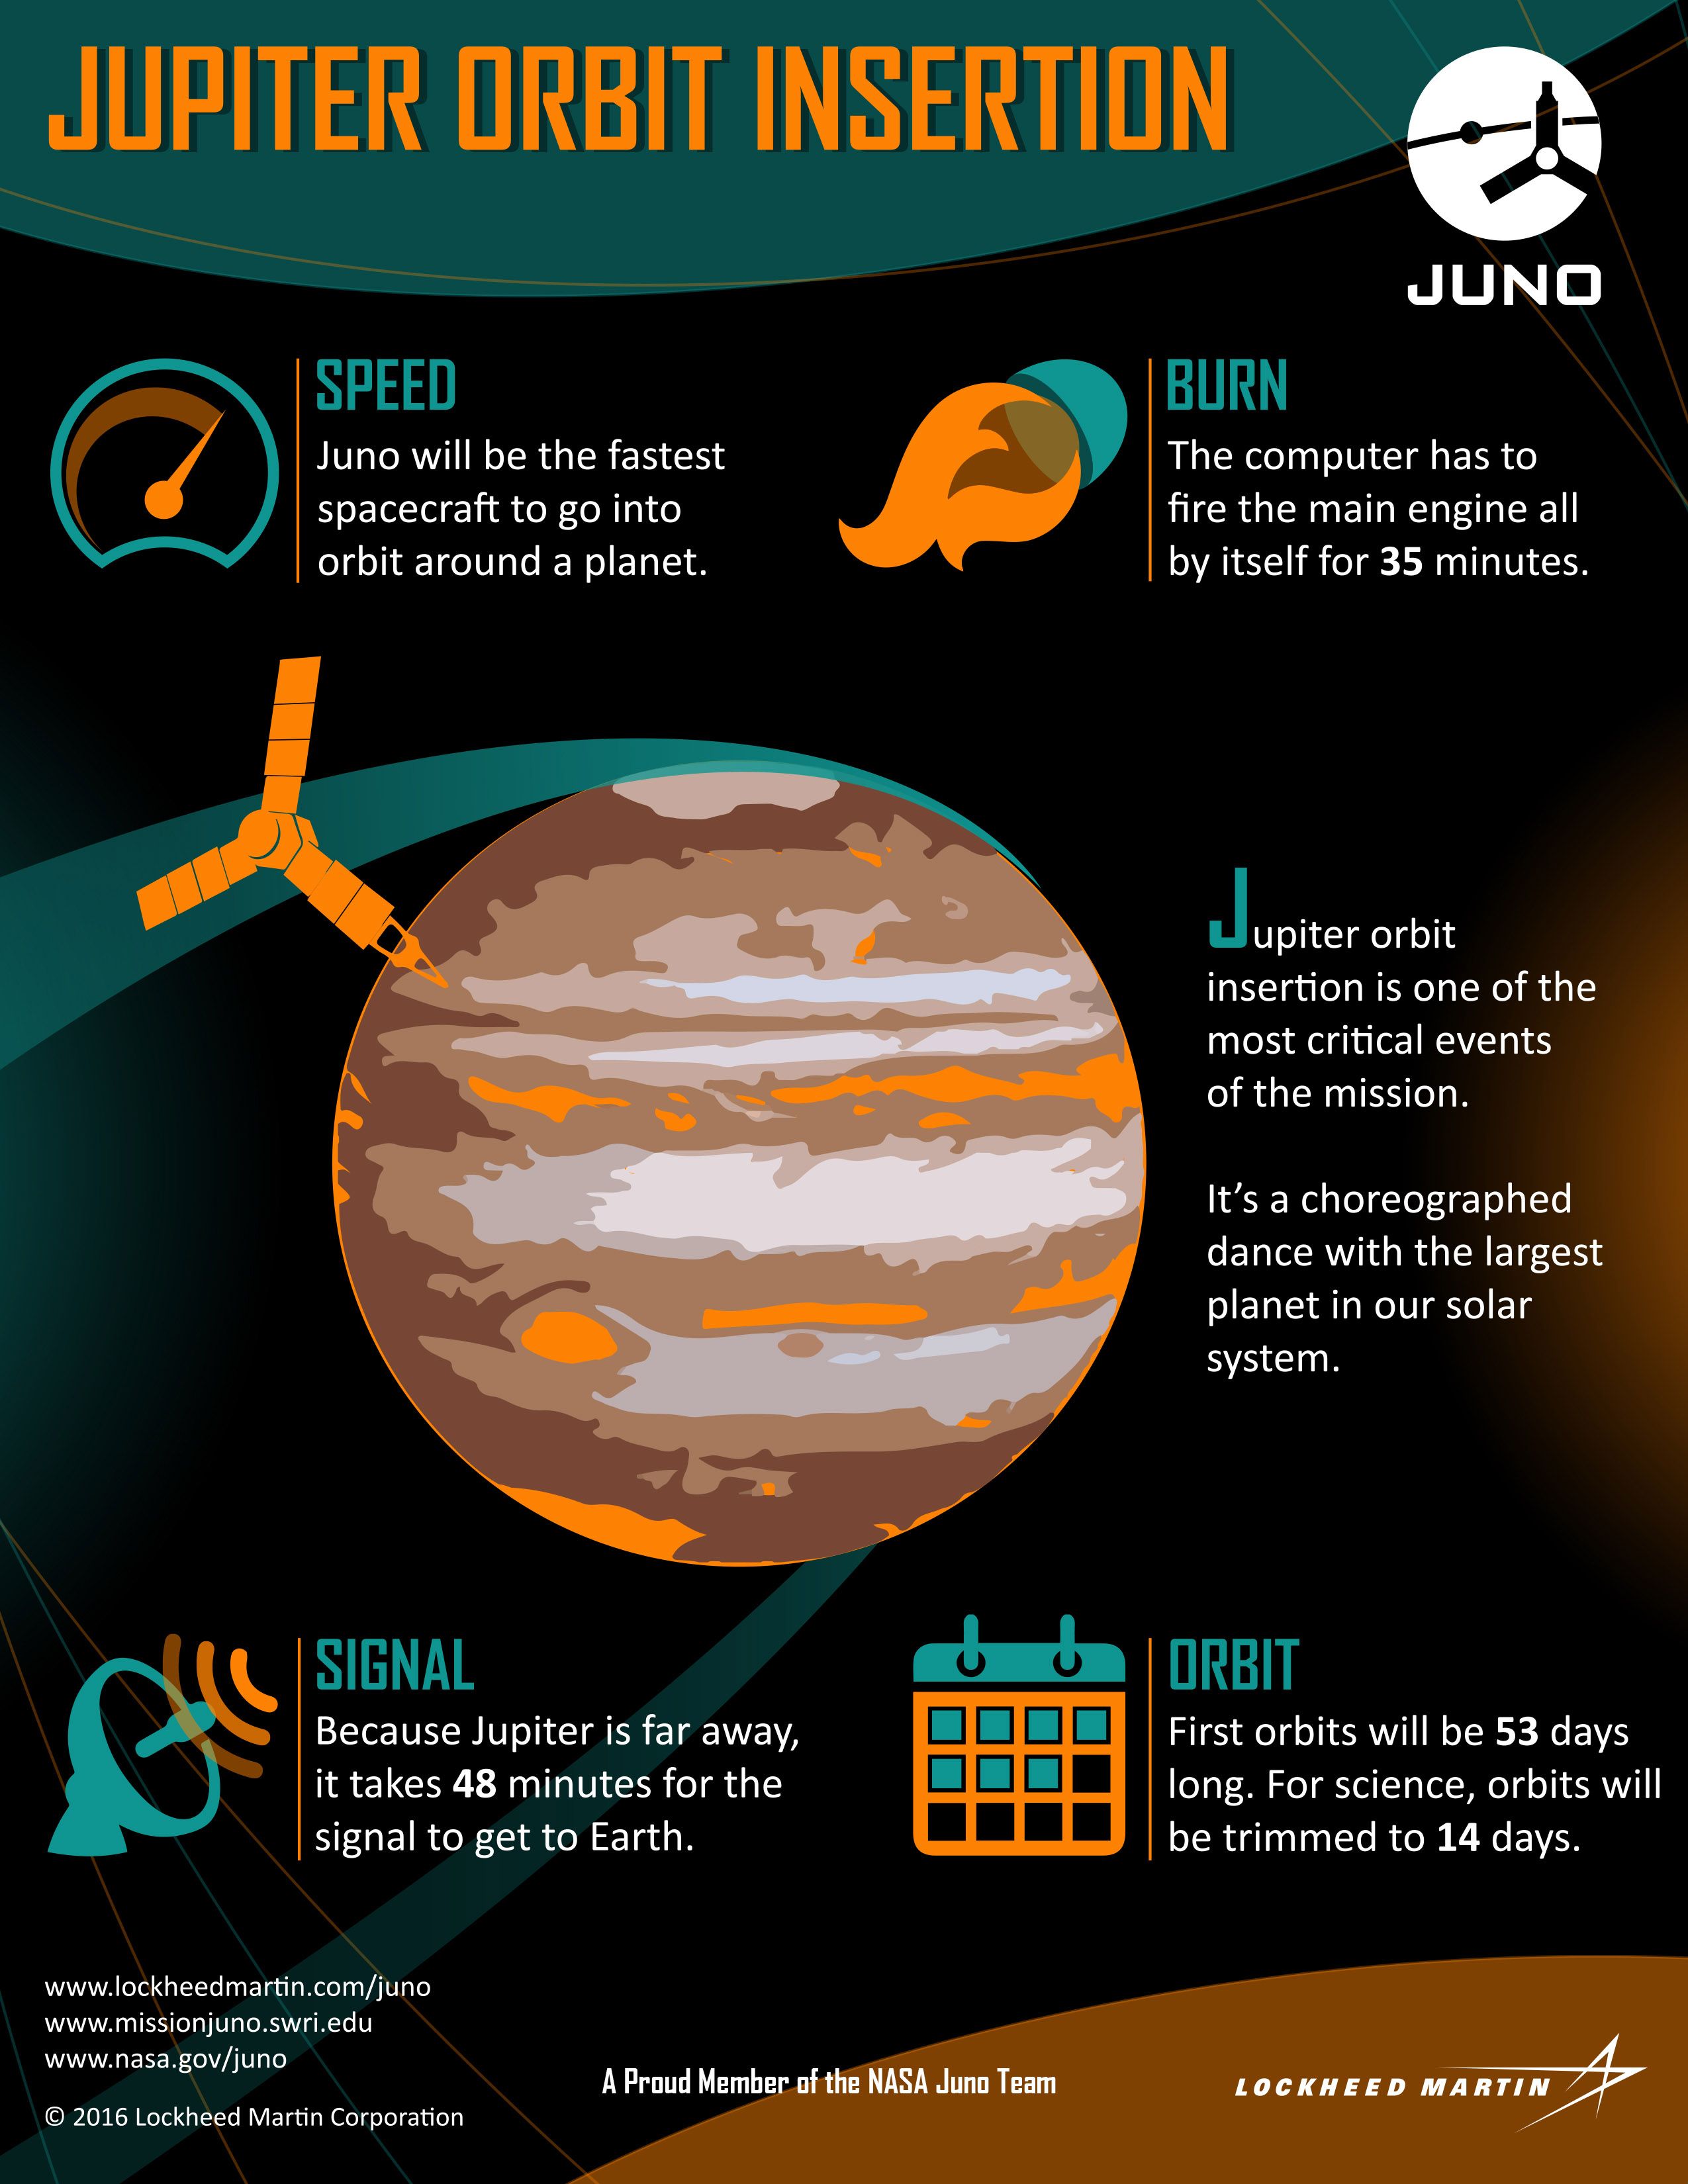 JUPITER ORBIT INSERTION
JUNO
SPEED
Juno will be the fastest
spacecraft to go into
orbit around a planet.
BURN
The computer has to
fire the main engine all
by itself for 35 minutes.
Jupiter orbit
insertion is one of the
most critical events
of the mission.
It’s a choreographed
dance with the largest
planet in our solar
system.
SIGNAL
Because Jupiter is far away,
it takes 48 minutes for the
signal to get to Earth.
ORBIT
First orbits will be 53 days
long. For science, orbits will
be trimmed to 14 days.
www.lockheedmartin.com/juno
www.missionjuno.swri.edu
www.nasa.gov/juno
© 2016 Lockheed Martin Corporation
A Proud Member of the NASA Juno Team
LOCKHEED MARTIN